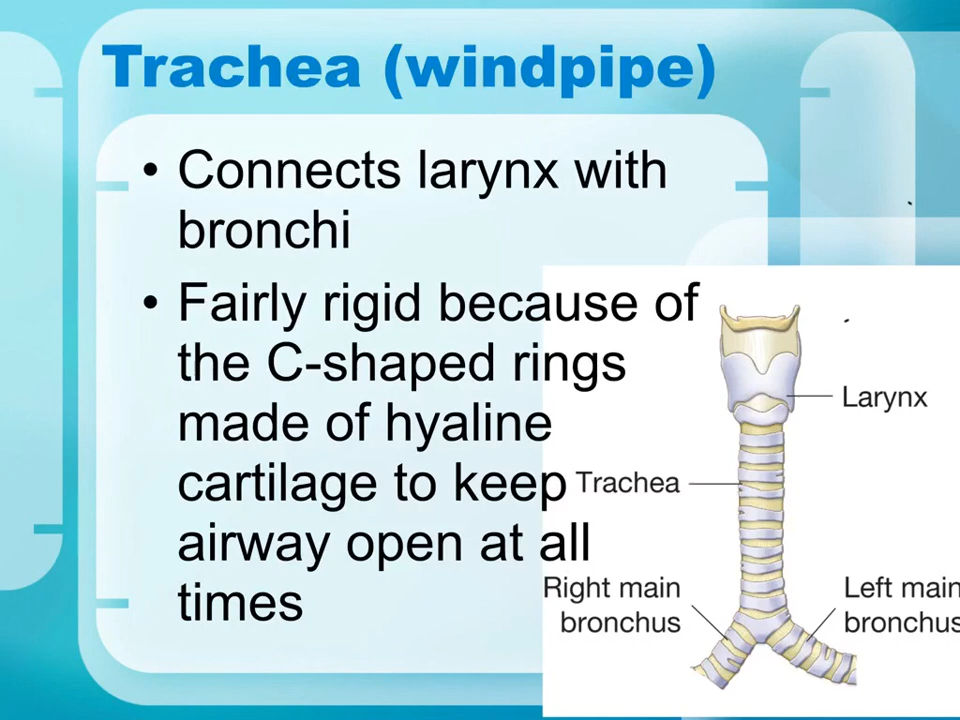 Trachea (windpipe)
• Connects larynx with
bronchi
• Fairly rigid because of
the C-shaped rings
made of hyaline
cartilage to keep
airway open at all
times
Larynx
Trachea
Right main
bronchus
Left main
bronchus